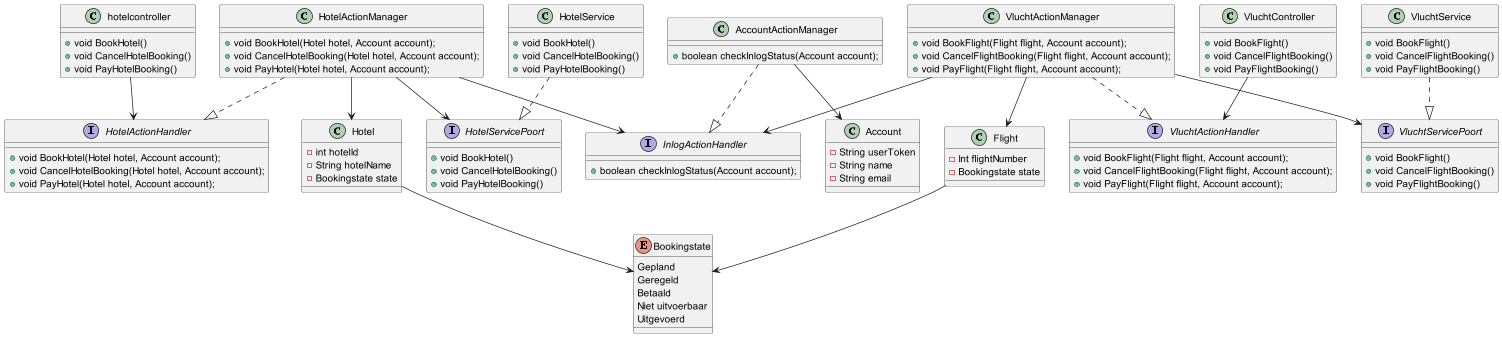 C hotelcontroller
void BookHotel()
void CancelHotelBooking()
void PayHotelBooking()
C HotelActionManager
void BookHotel(Hotel hotel, Account account);
void CancelHotelBooking(Hotel hotel, Account account);
void PayHotel(Hotel hotel, Account account);
C HotelService
void BookHotel()
void CancelHotelBooking()
void PayHotelBooking()
C AccountActionManager
boolean checkInlogStatus(Account account);
C VluchtActionManager
void BookFlight(Flight flight, Account account);
void CancelFlightBooking(Flight flight, Account account);
void PayFlight(Flight flight, Account account);
C VluchtController
void BookFlight()
void CancelFlightBooking()
void PayFlightBooking()
C VluchtService
void BookFlight()
void CancelFlightBooking()
void PayFlightBooking()
I HotelActionHandler
void BookHotel(Hotel hotel, Account account);
void CancelHotelBooking(Hotel hotel, Account account);
void PayHotel(Hotel hotel, Account account);
C Hotel
int hotelId
String hotelName
Bookingstate state
I HotelServicePoort
void BookHotel()
void CancelHotelBooking()
void PayHotelBooking()
I InlogActionHandler
boolean checkInlogStatus(Account account);
C Account
String userToken
String name
String email
C Flight
Int flightNumber
Bookingstate state
I VluchtActionHandler
void BookFlight(Flight flight, Account account);
void CancelFlightBooking(Flight flight, Account account);
void PayFlight(Flight flight, Account account);
I VluchtServicePoort
void BookFlight()
void CancelFlightBooking()
void PayFlightBooking()
E Bookingstate
Gepland
Geregeld
Betaald
Niet uitvoerbaar
Uitgevoerd